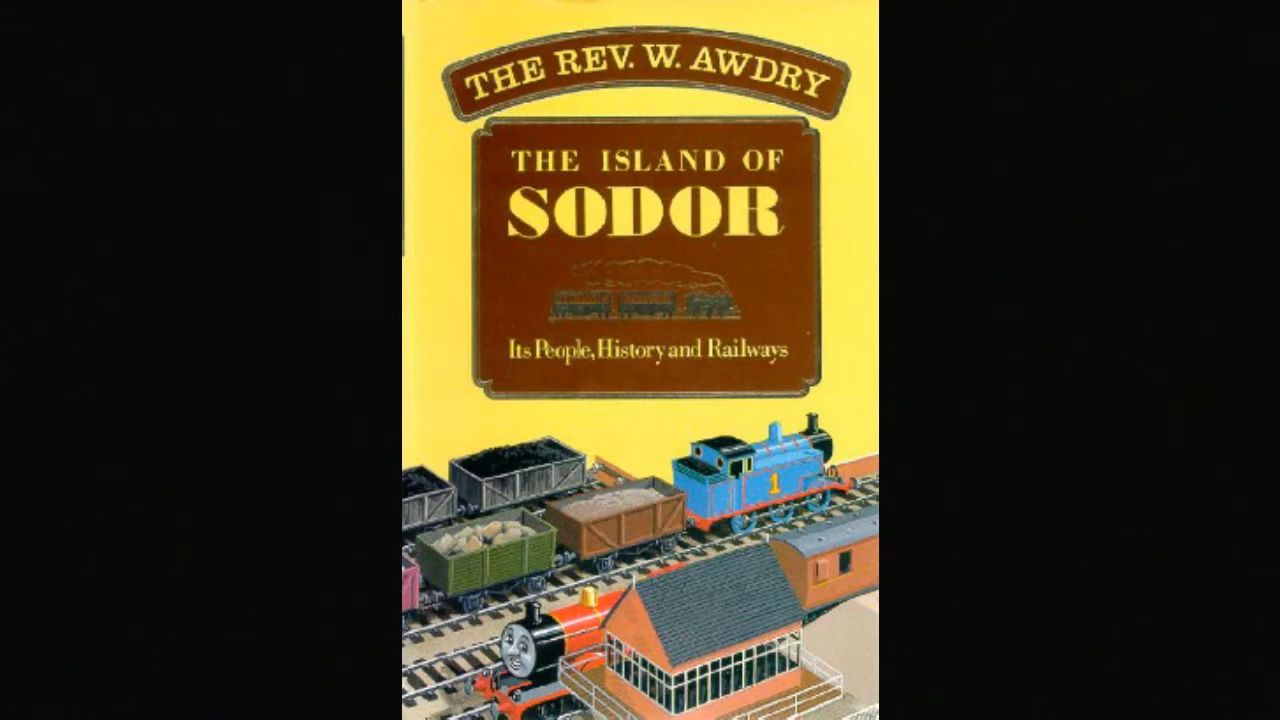 THE REV. W. AWDRY
THE ISLAND OF
SODOR
Its People, History and Railways
1